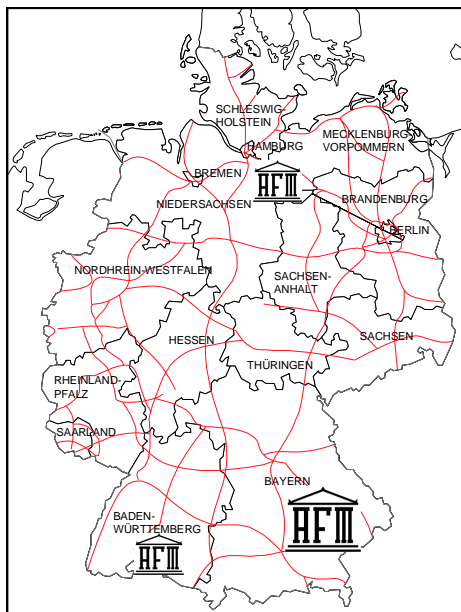 SCHLESWIG-
HOLSTEIN
HAMBURG
MECKLENBURG-
VORPOMMERN
BREMEN
NIEDERSACHSEN
AFM
BRANDENBURG
BERLIN
NORDRHEIN-WESTFALEN
SACHSEN-
ANHALT
HESSEN
SACHSEN
THÜRINGEN
RHEINLAND-
PFALZ
SAARLAND
BAYERN
BADEN-
WÜRTTEMBERG
AFM
AFM